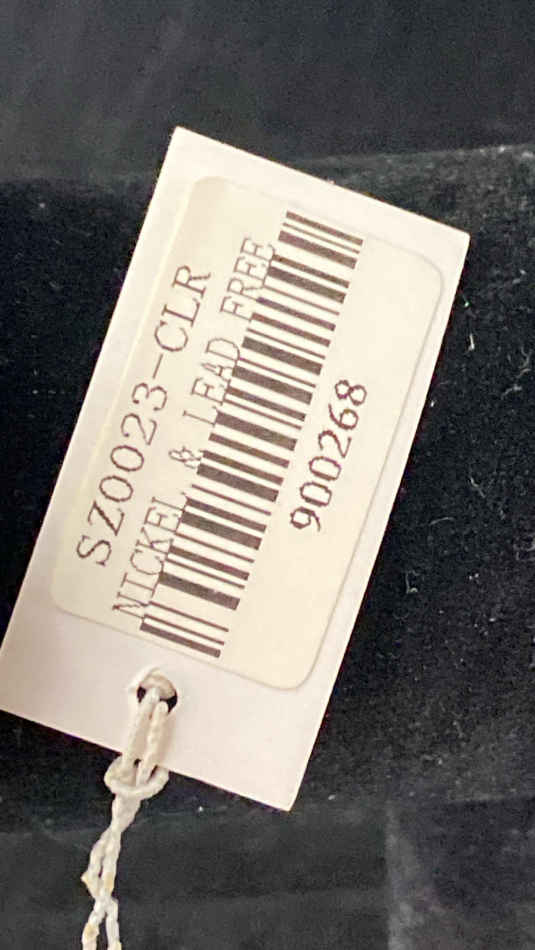 SZ0023-CLR
NICKEL & LEAD FREE
900268